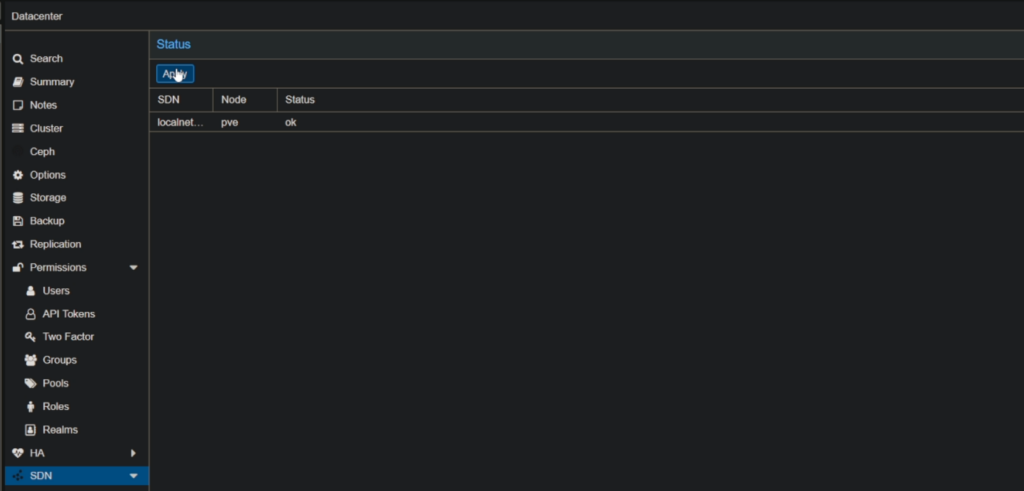 Datacenter
Search
Summary
Notes
Cluster
Ceph
Options
Storage
Backup
Replication
Permissions
Users
API Tokens
Two Factor
Groups
Pools
Roles
Realms
HA
SDN
Status
Apply
SDN Node Status
localnet... pve ok